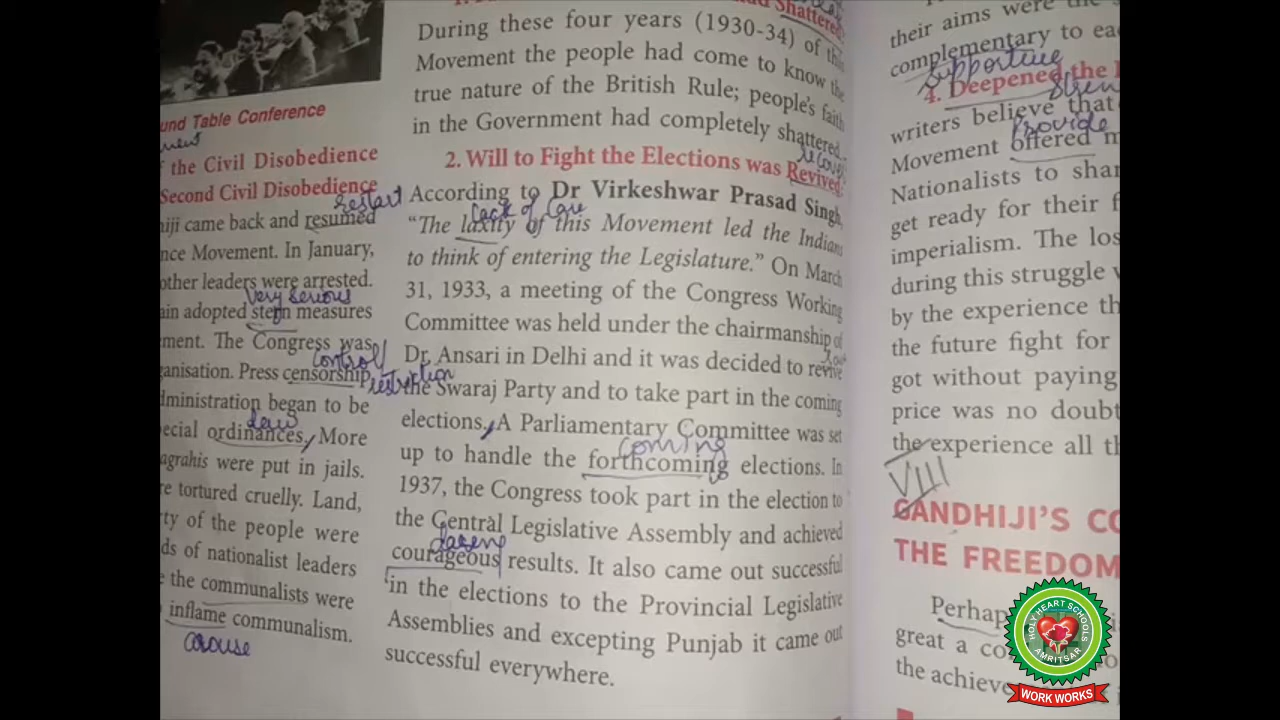 und Table Conference
the Civil Disobedience
Second Civil Disobedience
restart
iji came back and resumed
nce Movement. In January,
other leaders were arrested.
very serious
ain adopted stern measures
ment. The Congress was
control
ganisation. Press censorship,
restriction
dministration began to be
law
ecial ordinances, More
agrahis were put in jails.
re tortured cruelly. Land,
ty of the people were
ds of nationalist leaders
the communalists were
inflame communalism.
arouse
Shattered
During these four years (1930-34) of this
Movement the people had come to know the
true nature of the British Rule; people's faith
in the Government had completely shattered.
recover
2. Will to Fight the Elections was Revived
According to Dr Virkeshwar Prasad Singh,
lack of care
"The laxity of this Movement led the Indians
to think of entering the Legislature." On March
31, 1933, a meeting of the Congress Working
Committee was held under the chairmanship of
Dr. Ansari in Delhi and it was decided to revive
the Swaraj Party and to take part in the coming
elections. A Parliamentary Committee was set
coming
up to handle the forthcoming elections. In
1937, the Congress took part in the election to
the Central Legislative Assembly and achieved
courageous results. It also came out successful
in the elections to the Provincial Legislative
Assemblies and excepting Punjab it came out
successful everywhere.
their aims were the
complementary to ea
supporting
4. Deepened the
writers believe that
provide
Movement offered m
Nationalists to shar
get ready for their f
imperialism. The los
during this struggle
by the experience th
the future fight for
got without paying
price was no doubt
the experience all th
VIII
GANDHIJI'S CO
THE FREEDOM
Perhap
great a co
the achieve
HOLY HEART SCHOOLS
AMRITSAR
WORK WORKS